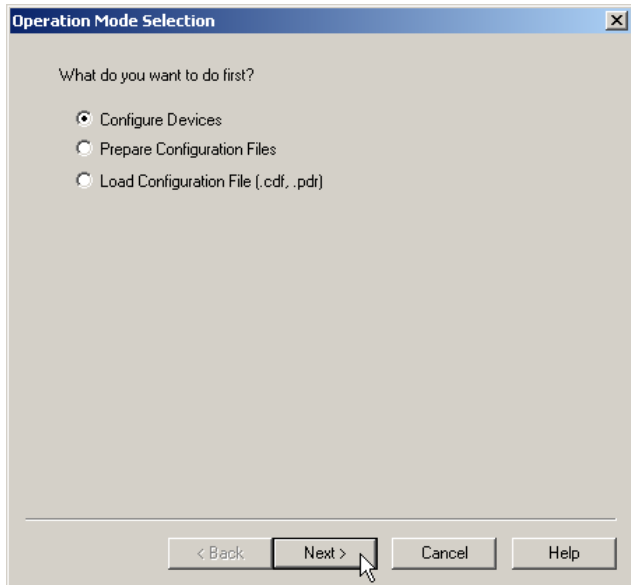 Operation Mode Selection
What do you want to do first?
Configure Devices
Prepare Configuration Files
Load Configuration File (.cdf, .pdr)
< Back Next > Cancel Help